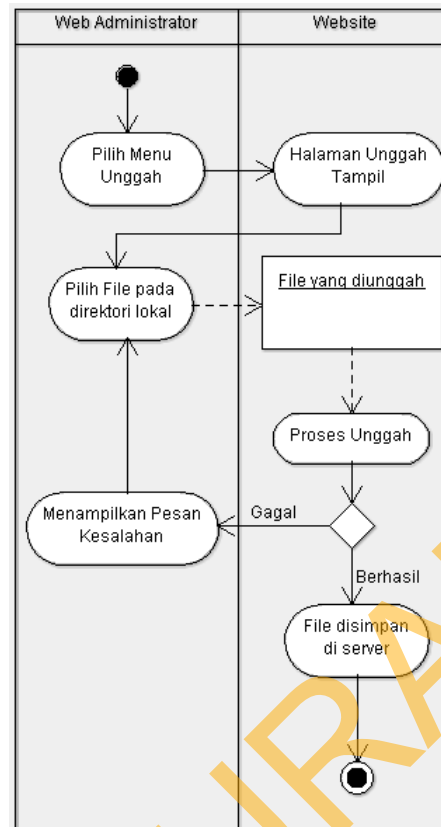 Web Administrator
Website
Pilih Menu
Unggah
Halaman Unggah
Tampil
Pilih File pada
direktori lokal
File yang diunggah
Proses Unggah
Menampilkan Pesan
Kesalahan
Gagal
Berhasil
File disimpan
di server